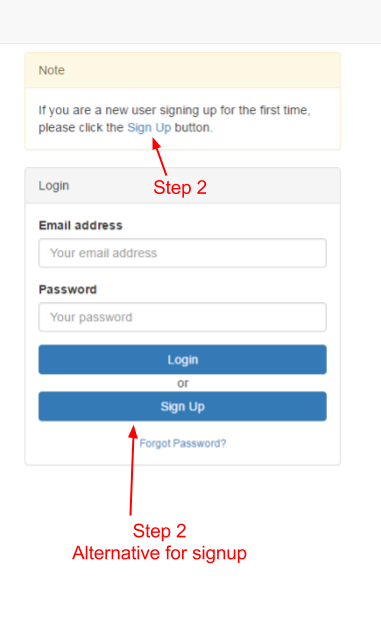 Note
If you are a new user signing up for the first time,
please click the Sign Up button.
Step 2
Login
Email address
Your email address
Password
Your password
Login
or
Sign Up
Forgot Password?
Step 2
Alternative for signup